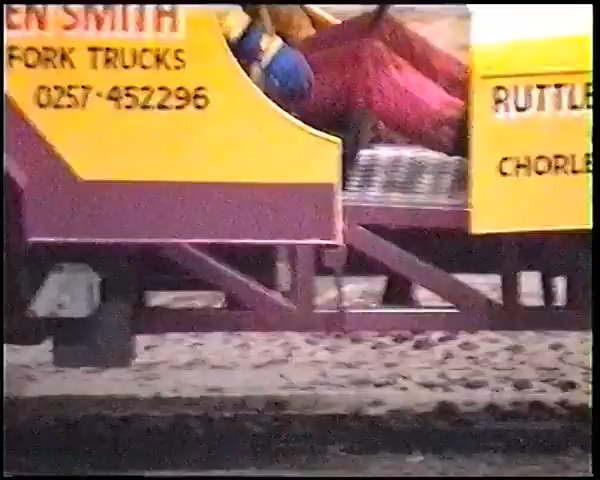 EN SMITH
FORK TRUCKS
0257-452296
RUTTLE
CHORLE